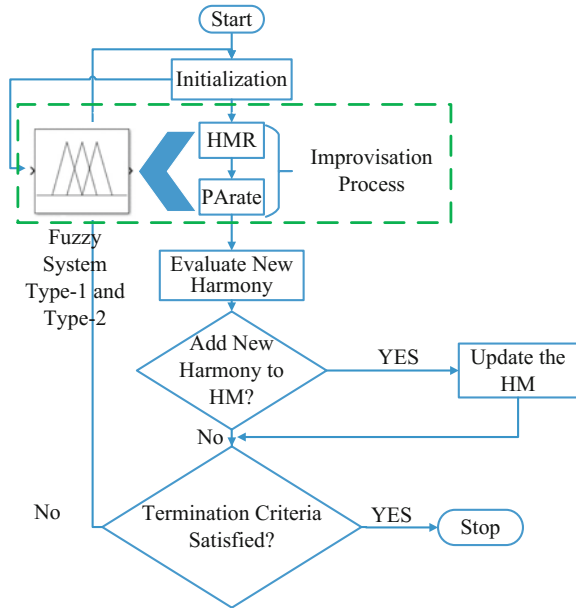 Start
Initialization
HMR
Improvisation
Process
PArate
Fuzzy
System
Type-1 and
Type-2
Evaluate New
Harmony
Add New
Harmony to
HM?
YES
Update the
HM
No
No
Termination Criteria
Satisfied?
YES
Stop